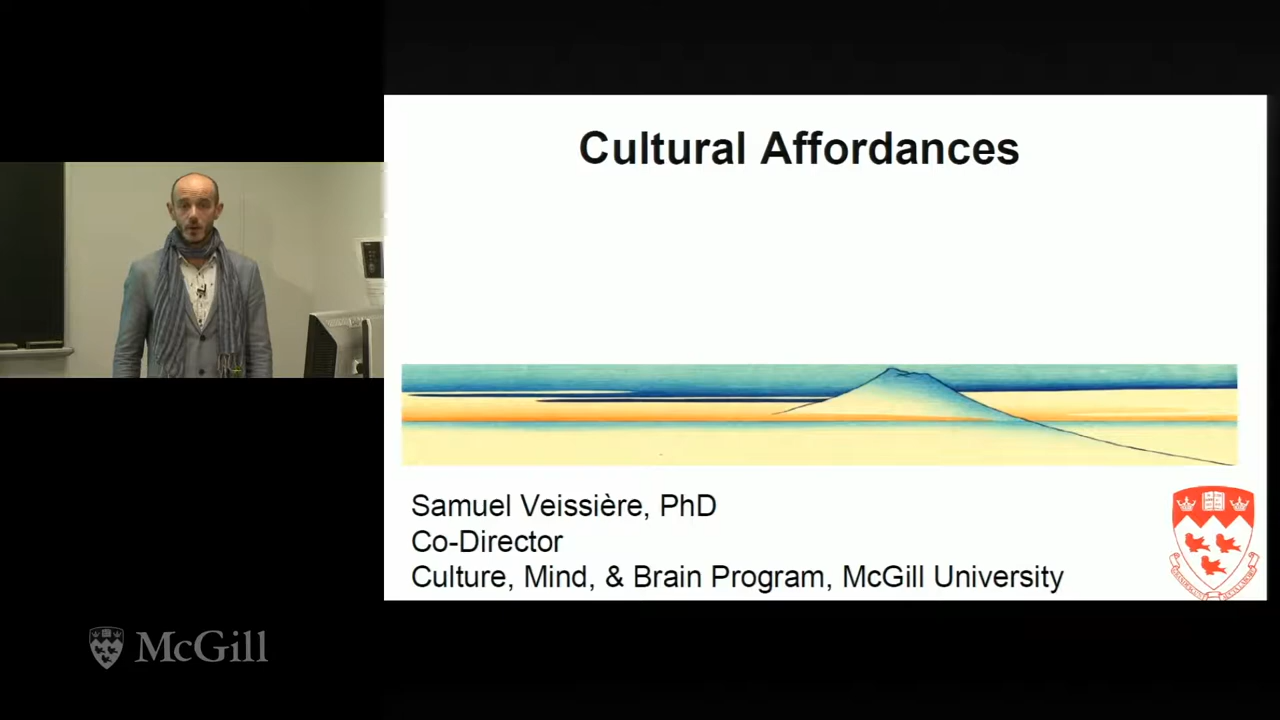 Cultural Affordances
Samuel Veissière, PhD
Co-Director
Culture, Mind, & Brain Program, McGill University
McGill